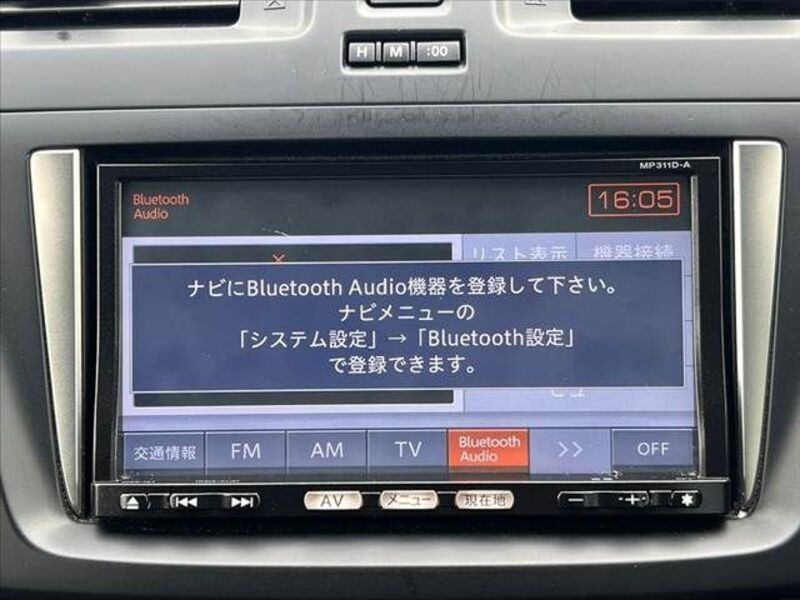 H M :00
MP311D-A
Bluetooth
Audio
16:05
リスト表示 機器接続
ナビにBluetooth Audio機器を登録して下さい。
ナビメニューの
「システム設定」→「Bluetooth設定」
で登録できます。
交通情報 FM AM TV Bluetooth Audio >> OFF
AV メニュー 現在地 − +